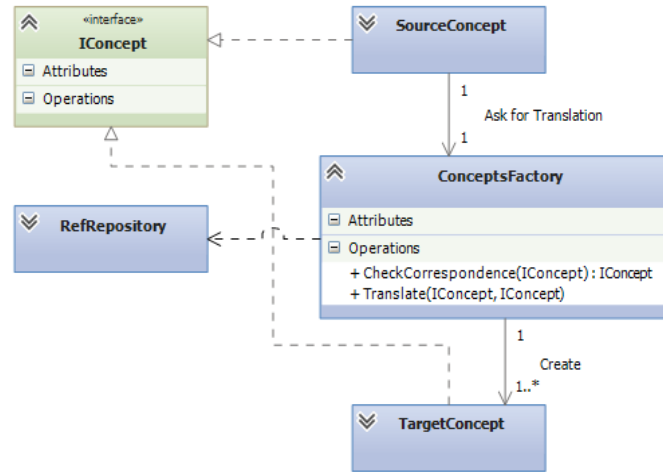 «interface»
IConcept
Attributes
Operations
SourceConcept
1
Ask for Translation
1
ConceptsFactory
Attributes
Operations
+ CheckCorrespondence(IConcept) : IConcept
+ Translate(IConcept, IConcept)
RefRepository
1
Create
1..*
TargetConcept